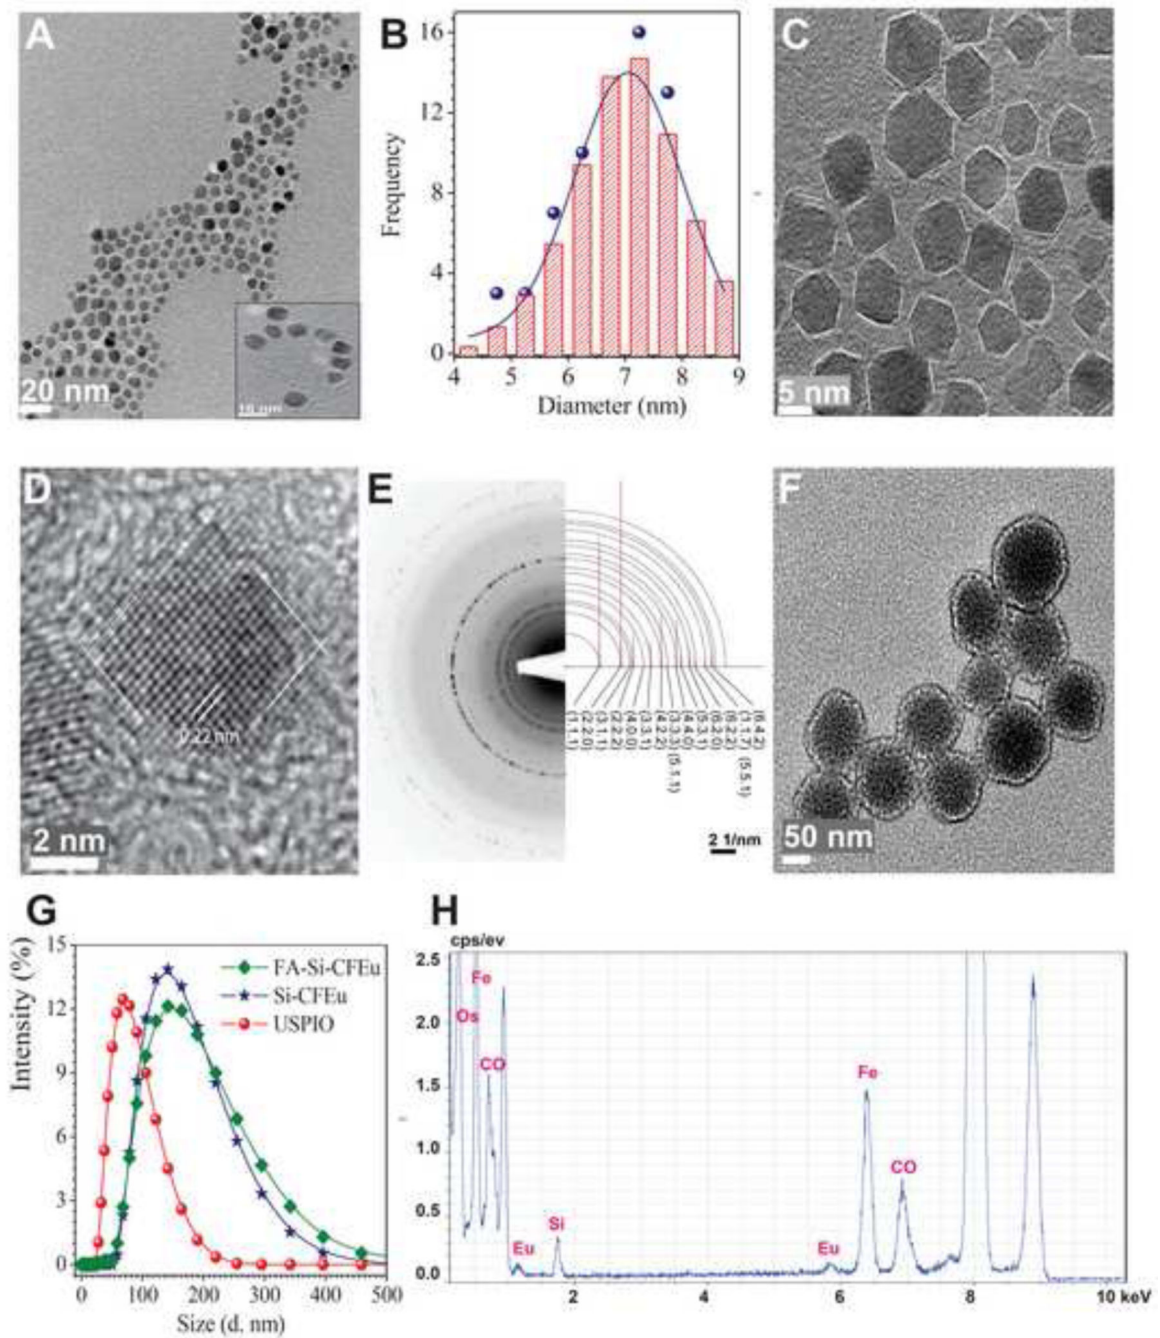 A
20 nm
10 nm
B
Frequency
16
12
8
4
0
4 5 6 7 8 9
Diameter (nm)
C
5 nm
D
0.22 nm
2 nm
E
(1.1.1)
(2.2.0)
(3.1.1)
(2.2.2)
(4.0.0)
(3.3.1)
(4.2.2)
(3.3.3) (5.1.1)
(4.4.0)
(5.3.1)
(6.2.0)
(6.2.2)
(1.1.7) (5.5.1)
(6.4.2)
2 1/nm
F
50 nm
G
Intensity (%)
15
12
9
6
3
0
FA-Si-CFEu
Si-CFEu
USPIO
0 100 200 300 400 500
Size (d. nm)
H
cps/ev
2.5
2.0
1.5
1.0
0.5
0.0
Fe
Os
CO
Eu
Si
Eu
Fe
CO
2 4 6 8 10 keV